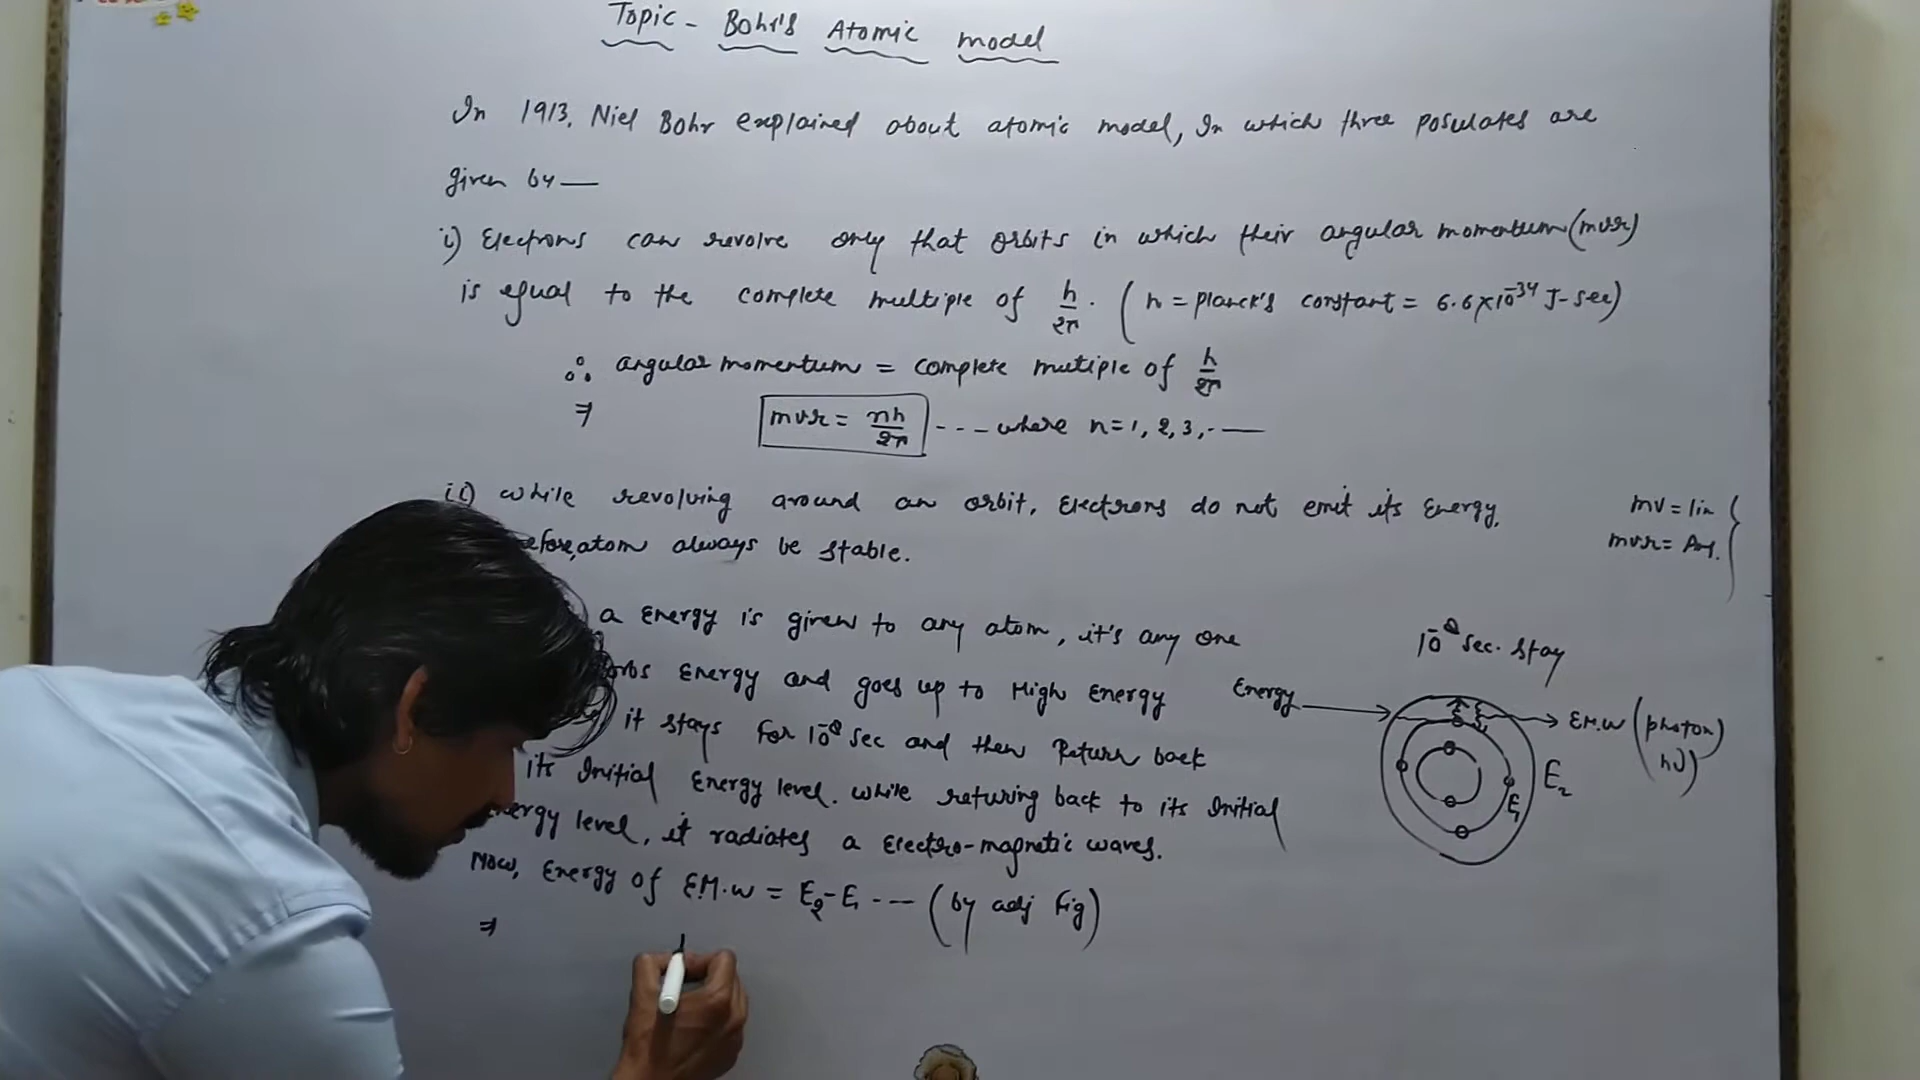 Topic - Bohr's Atomic model
In 1913, Niel Bohr explained about atomic model, In which three posulates are
given by —
i) Electrons can revolve only that orbits in which their angular momentum (mvr)
is equal to the complete multiple of h/2π. (h = planck's constant = 6.6×10⁻³⁴ J-sec)
∴ angular momentum = complete mutiple of h/2π
⇒ mvr = nh/2π - - - where n=1, 2, 3, - —
ii) while revolving around an orbit, Electrons do not emit its Energy,
efore, atom always be stable.
mv = lin
mvr = An.
a Energy is given to any atom, it's any one
orbs Energy and goes up to High Energy
it stays for 10⁻⁸ sec and then Return back
its Initial Energy level. while returing back to its Initial
nergy level, it radiates a Electro-magnetic waves.
Now, Energy of E.M.w = E₂-E₁ --- (by adj fig)
⇒
10⁻⁸ sec. stay
Energy
E.M.W (photon
hν)
E₂
E₁